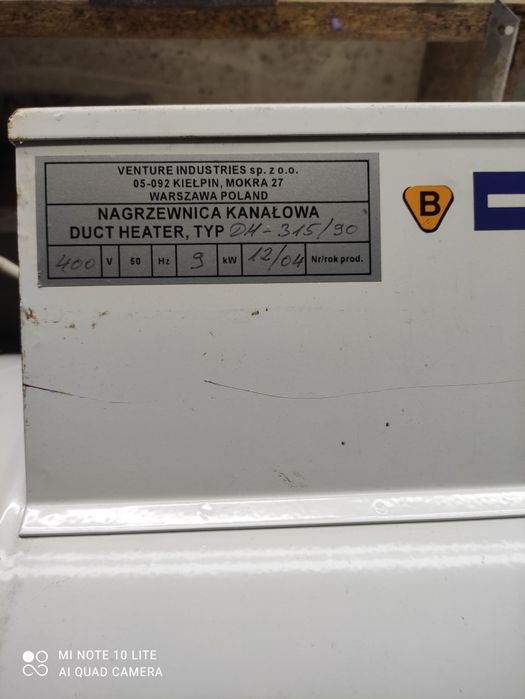 VENTURE INDUSTRIES sp. z o.o.
05-092 KIEŁPIN, MOKRA 27
WARSZAWA POLAND
NAGRZEWNICA KANAŁOWA
DUCT HEATER, TYP DH-315/90
400 V 50 Hz 9 kW 12/04 Nr/rok prod.
B
MI NOTE 10 LITE
AI QUAD CAMERA